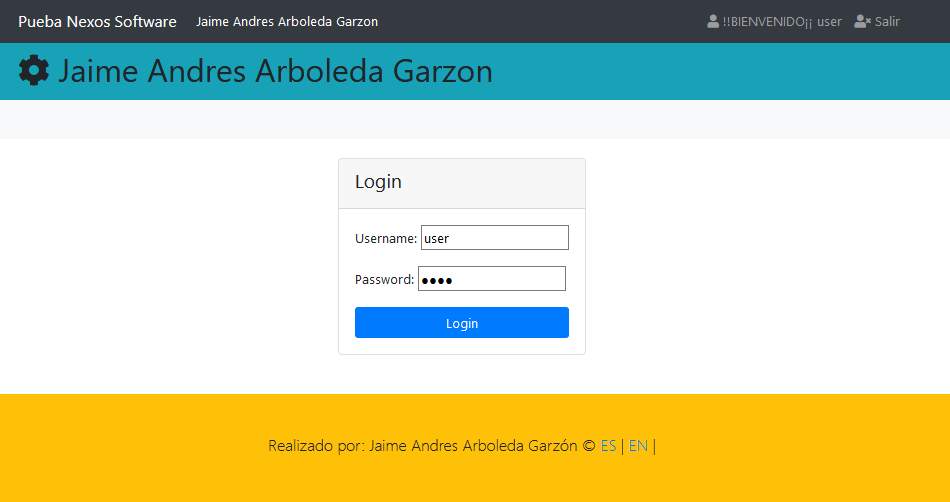 Pueba Nexos Software Jaime Andres Arboleda Garzon !!BIENVENIDO¡¡ user Salir
Jaime Andres Arboleda Garzon
Login
Username: user
Password: ●●●●
Login
Realizado por: Jaime Andres Arboleda Garzón © ES | EN |